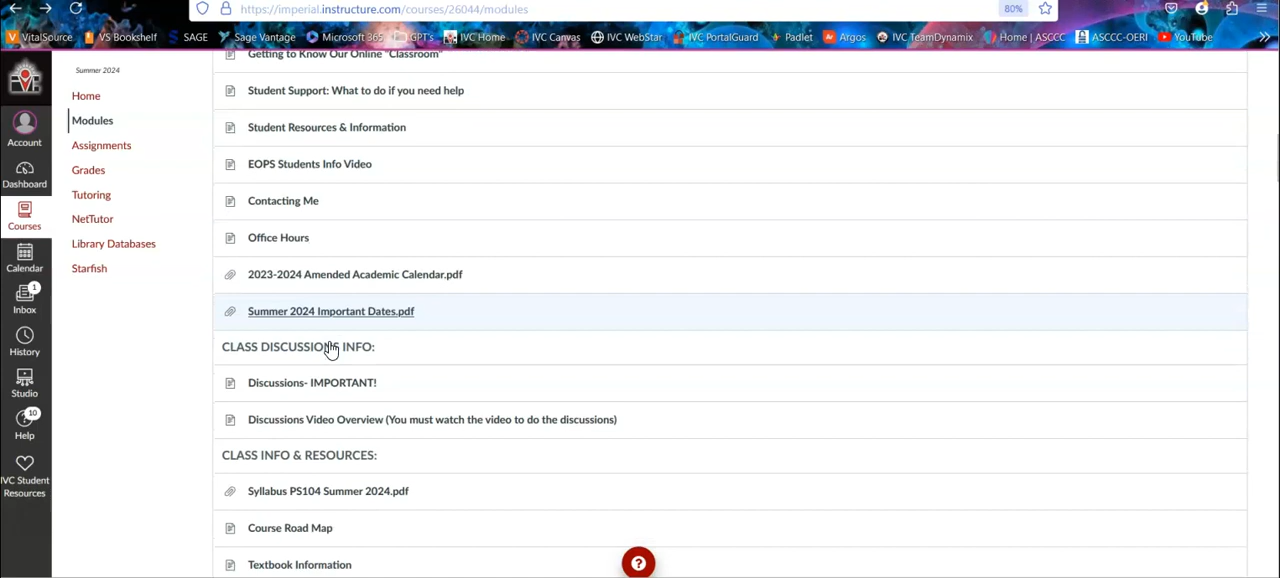 https://imperial.instructure.com/courses/26044/modules
80%
VitalSource
VS Bookshelf
SAGE
Sage Vantage
Microsoft 365
GPT's
IVC Home
IVC Canvas
IVC WebStar
IVC PortalGuard
Padlet
Argos
IVC TeamDynamix
Home | ASCCC
ASCCC-OERI
YouTube
Account
Dashboard
Courses
Calendar
1
Inbox
History
Studio
10
Help
IVC Student
Resources
Summer 2024
Home
Modules
Assignments
Grades
Tutoring
NetTutor
Library Databases
Starfish
Getting to Know Our Online "Classroom"
Student Support: What to do if you need help
Student Resources & Information
EOPS Students Info Video
Contacting Me
Office Hours
2023-2024 Amended Academic Calendar.pdf
Summer 2024 Important Dates.pdf
CLASS DISCUSSIONS INFO:
Discussions- IMPORTANT!
Discussions Video Overview (You must watch the video to do the discussions)
CLASS INFO & RESOURCES:
Syllabus PS104 Summer 2024.pdf
Course Road Map
Textbook Information
?